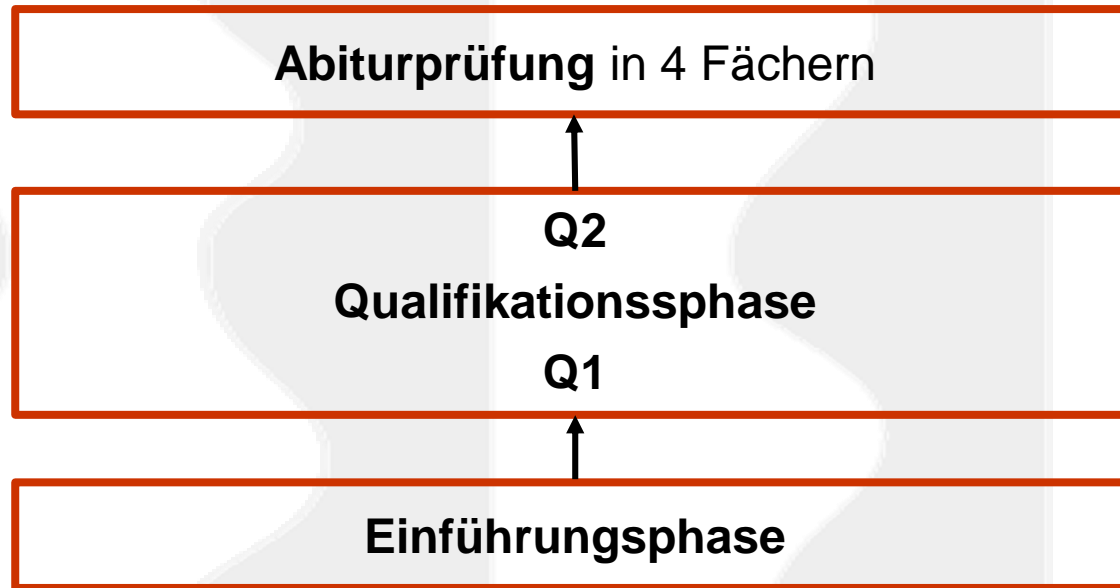 Abiturprüfung in 4 Fächern
Q2
Qualifikationssphase
Q1
Einführungsphase